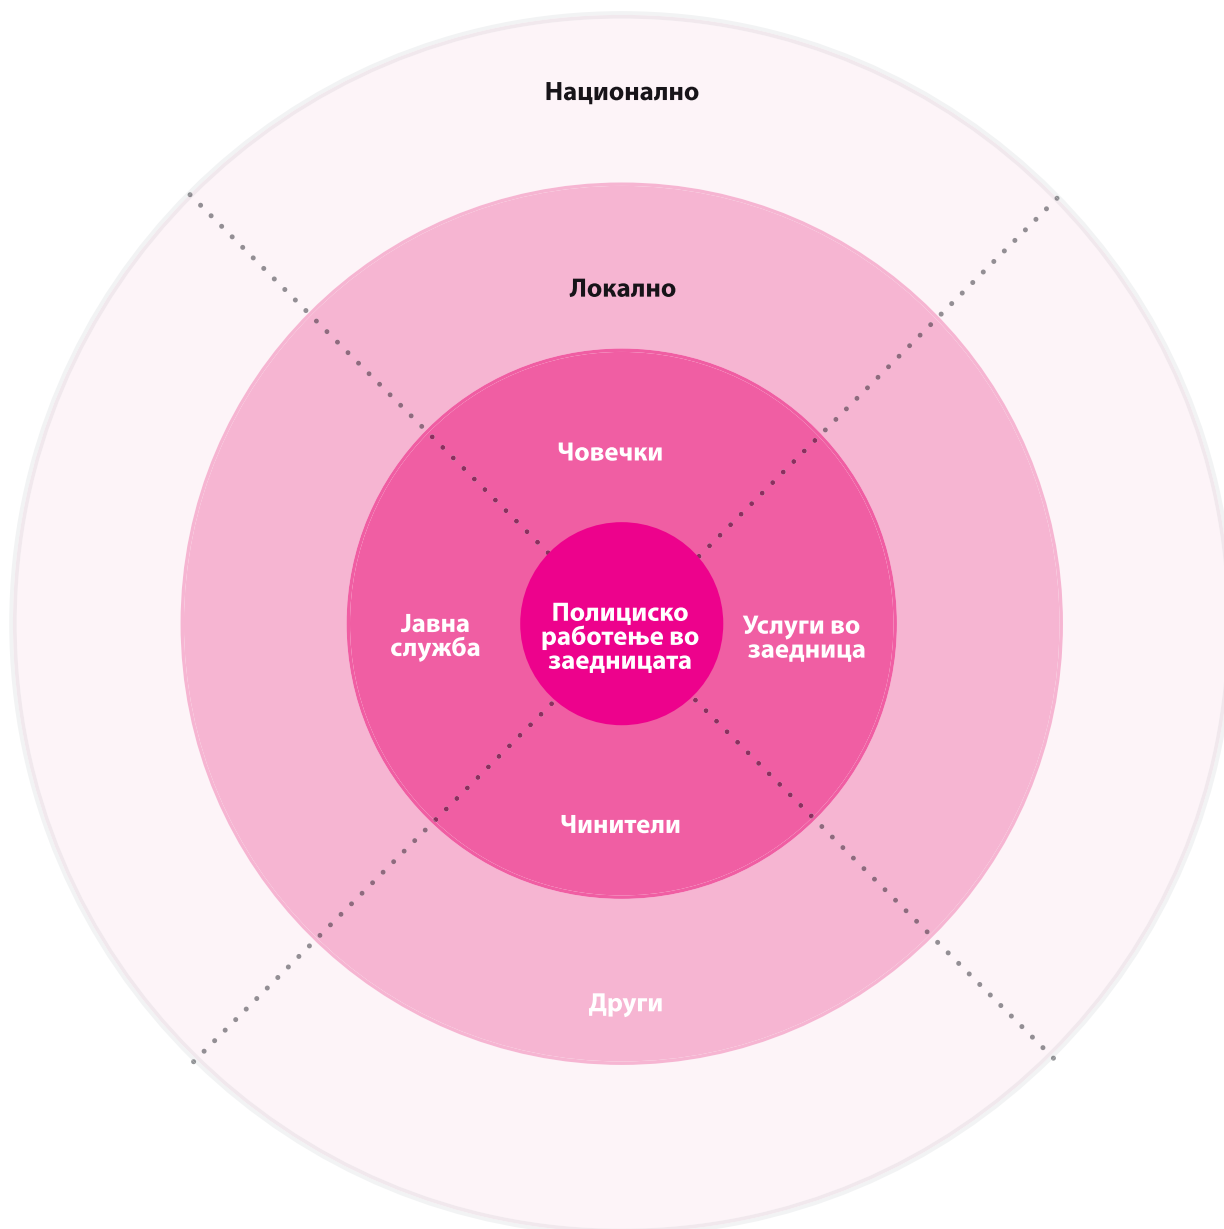 Национално
Локално
Човечки
Јавна
служба
Полициско
работење во
заедницата
Услуги во
заедница
Чинители
Други